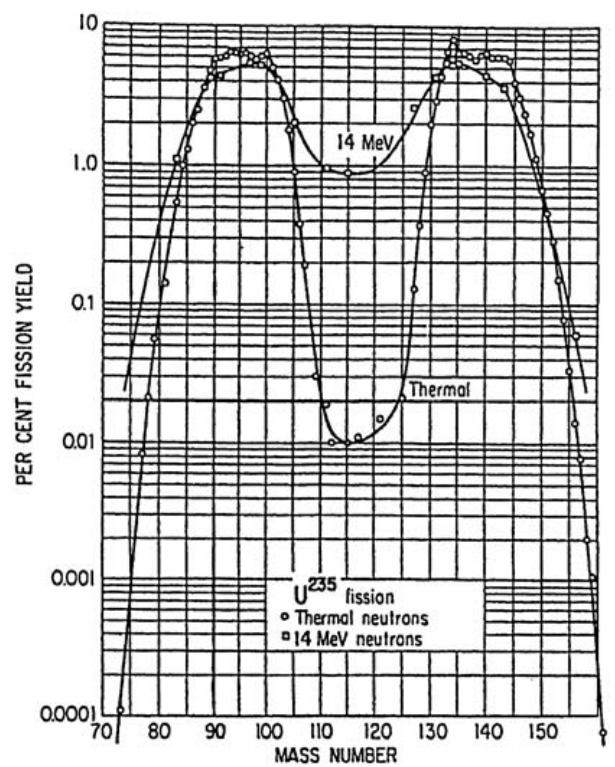 PER CENT FISSION YIELD
10
1.0
0.1
0.01
0.001
0.0001
14 MeV
Thermal
U²³⁵ fission
○ Thermal neutrons
□ 14 MeV neutrons
70 80 90 100 110 120 130 140 150
MASS NUMBER